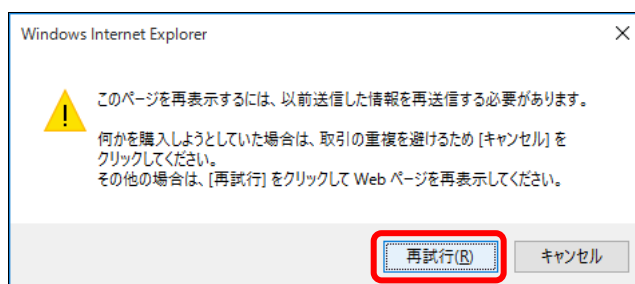 Windows Internet Explorer
このページを再表示するには、以前送信した情報を再送信する必要があります。
何かを購入しようとしていた場合は、取引の重複を避けるため [キャンセル] を
クリックしてください。
その他の場合は、[再試行] をクリックして Web ページを再表示してください。
再試行(R)
キャンセル